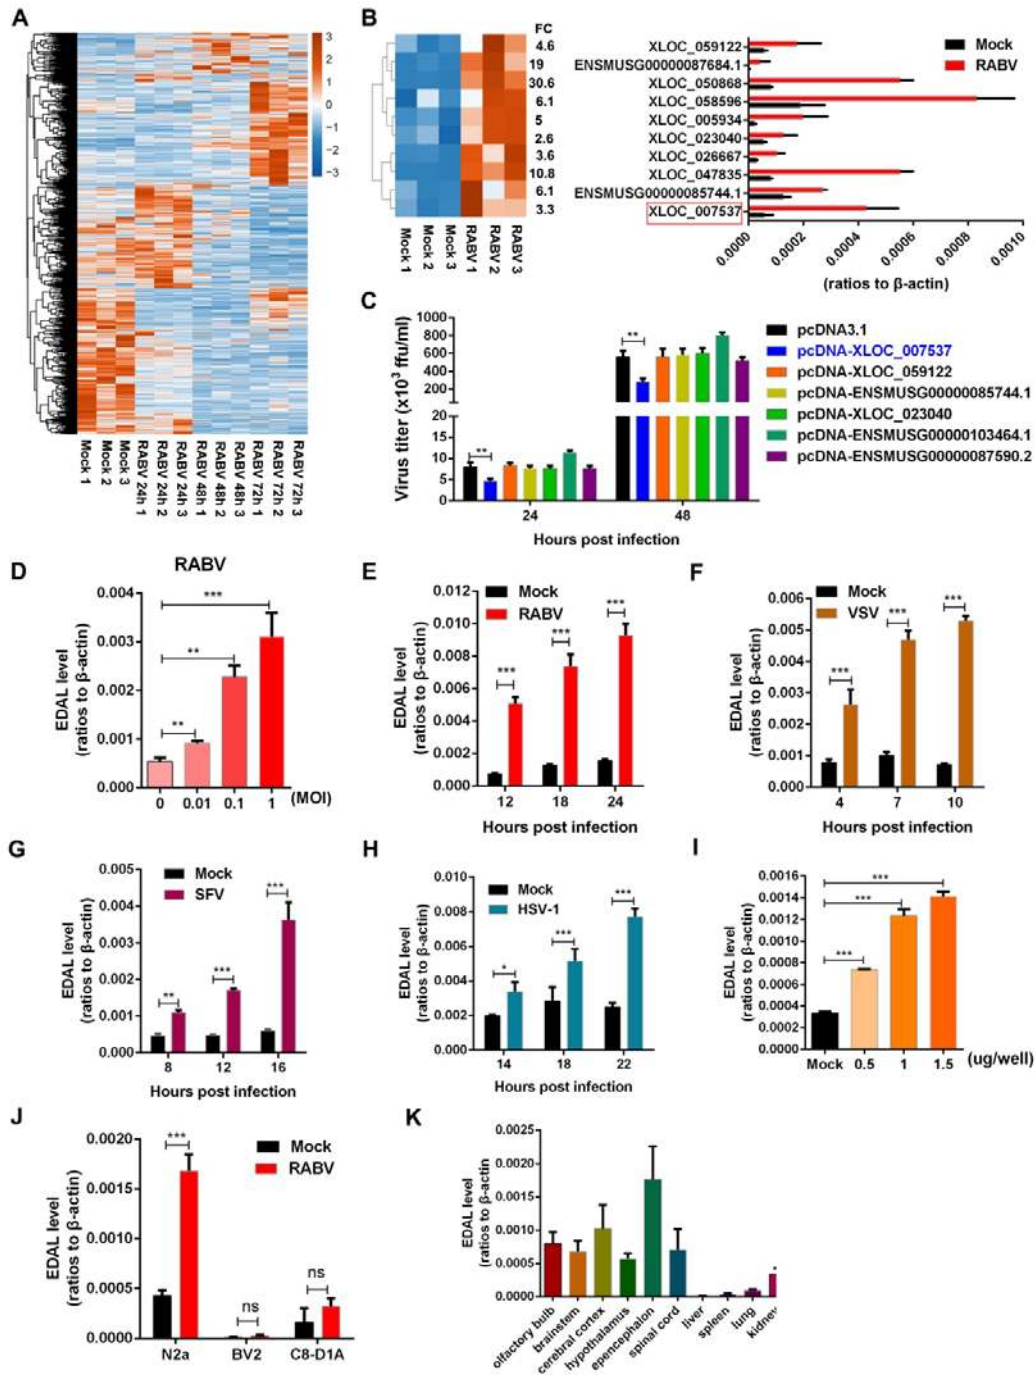 A
3
2
1
0
−1
−2
−3
Mock 1
Mock 2
Mock 3
RABV 24h 1
RABV 24h 2
RABV 24h 3
RABV 48h 1
RABV 48h 2
RABV 48h 3
RABV 72h 1
RABV 72h 2
RABV 72h 3
B
FC
4.6
19
30.6
6.1
5
2.6
3.6
10.8
6.1
3.3
Mock 1
Mock 2
Mock 3
RABV 1
RABV 2
RABV 3
XLOC_059122
ENSMUSG00000087684.1
XLOC_050868
XLOC_058596
XLOC_005934
XLOC_023040
XLOC_026667
XLOC_047835
ENSMUSG00000085744.1
XLOC_007537
Mock
RABV
0.0000
0.0002
0.0004
0.0006
0.0008
0.0010
(ratios to β-actin)
C
Virus titer (x10³ ffu/ml)
1000
800
600
400
200
20
15
10
5
0
**
**
24
48
Hours post infection
pcDNA3.1
pcDNA-XLOC_007537
pcDNA-XLOC_059122
pcDNA-ENSMUSG00000085744.1
pcDNA-XLOC_023040
pcDNA-ENSMUSG00000103464.1
pcDNA-ENSMUSG00000087590.2
D
RABV
EDAL level
(ratios to β-actin)
0.004
0.003
0.002
0.001
0.000
***
**
**
0
0.01
0.1
1
(MOI)
E
EDAL level
(ratios to β-actin)
0.012
0.010
0.008
0.006
0.004
0.002
0.000
Mock
RABV
***
***
***
12
18
24
Hours post infection
F
EDAL level
(ratios to β-actin)
0.006
0.005
0.004
0.003
0.002
0.001
0.000
Mock
VSV
***
***
***
4
7
10
Hours post infection
G
EDAL level
(ratios to β-actin)
0.005
0.004
0.003
0.002
0.001
0.000
Mock
SFV
**
***
***
8
12
16
Hours post infection
H
EDAL level
(ratios to β-actin)
0.010
0.008
0.006
0.004
0.002
0.000
Mock
HSV-1
*
***
***
14
18
22
Hours post infection
I
EDAL level
(ratios to β-actin)
0.0016
0.0014
0.0012
0.0010
0.0008
0.0006
0.0004
0.0002
0.0000
***
***
***
Mock
0.5
1
1.5
(ug/well)
J
EDAL level
(ratios to β-actin)
0.0020
0.0015
0.0010
0.0005
0.0000
Mock
RABV
***
ns
ns
N2a
BV2
C8-D1A
K
EDAL level
(ratios to β-actin
0.0025
0.0020
0.0015
0.0010
0.0005
0.0000
olfactory bulb
brainstem
cerebral cortex
hypothalamus
epencephalon
spinal cord
liver
spleen
lung
kidney